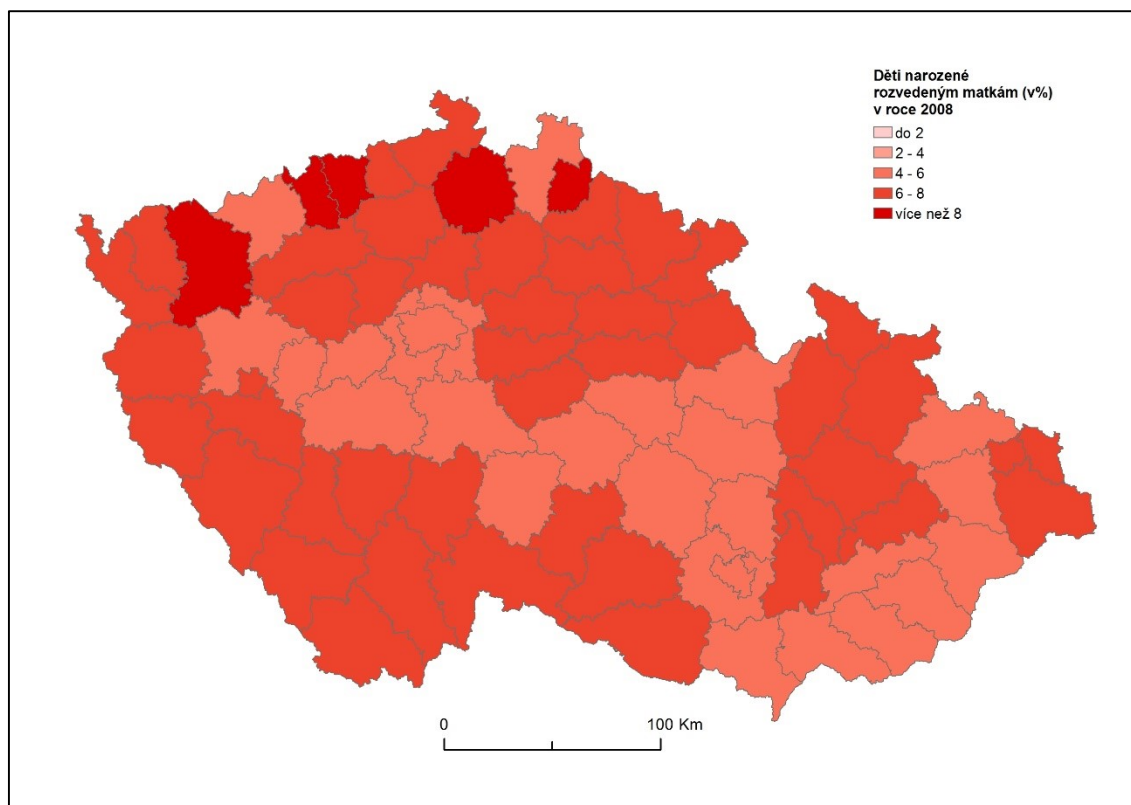 Děti narozené
rozvedeným matkám (v%)
v roce 2008
do 2
2 - 4
4 - 6
6 - 8
více než 8
0
100 Km